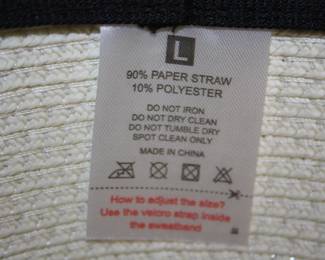 L
90% PAPER STRAW
10% POLYESTER
DO NOT IRON
DO NOT DRY CLEAN
DO NOT TUMBLE DRY
SPOT CLEAN ONLY
MADE IN CHINA
How to adjust the size?
Use the velcro strap inside
the sweatband